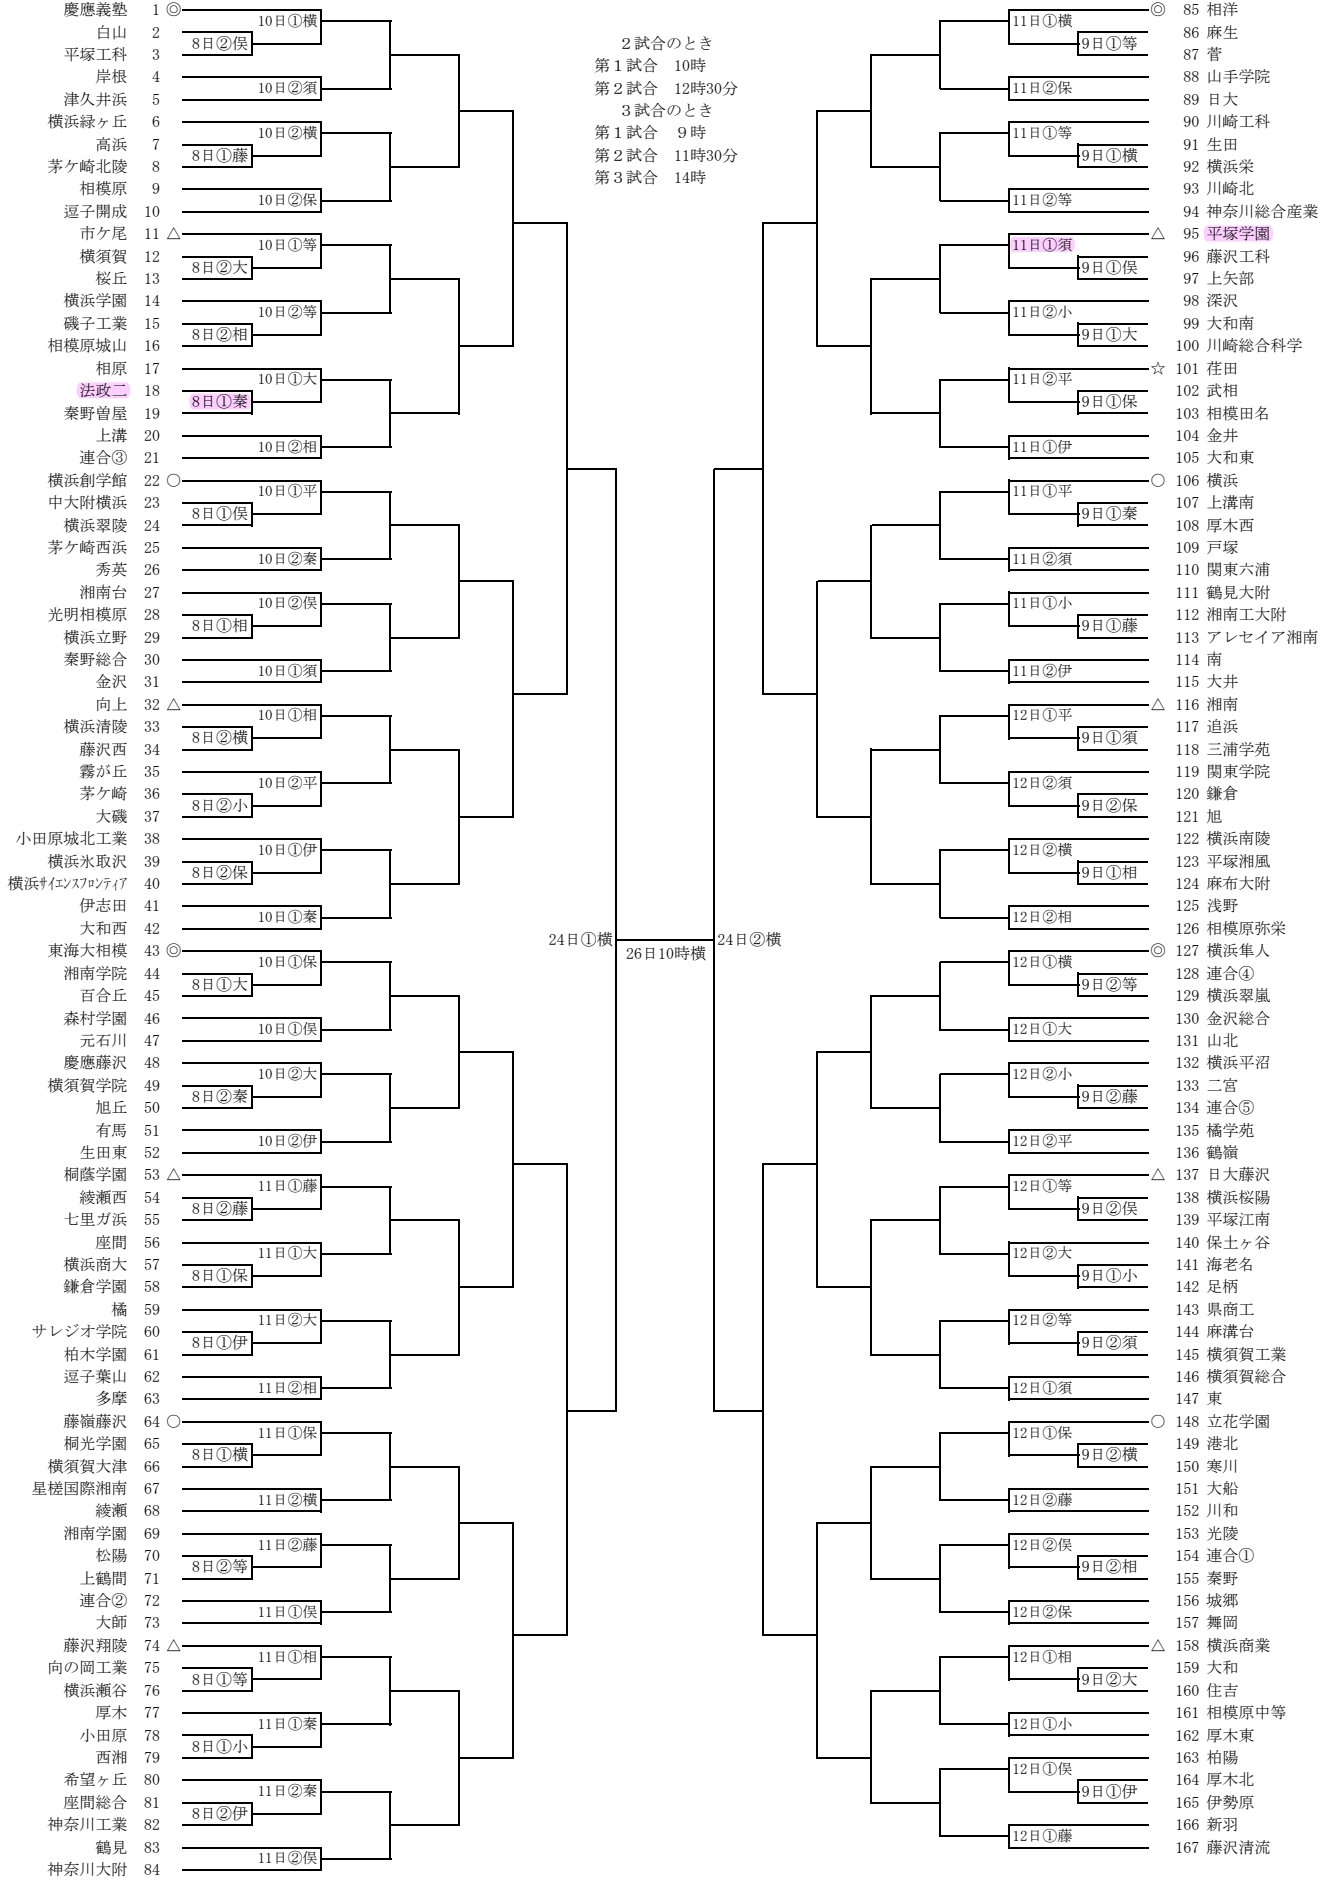 慶應義塾 1 ◎
白山 2
平塚工科 3
岸根 4
津久井浜 5
横浜緑ヶ丘 6
高浜 7
茅ケ崎北陵 8
相模原 9
逗子開成 10
市ケ尾 11 △
横須賀 12
桜丘 13
横浜学園 14
磯子工業 15
相模原城山 16
相原 17
法政二 18
秦野曽屋 19
上溝 20
連合③ 21
横浜創学館 22 ○
中大附横浜 23
横浜翠陵 24
茅ケ崎西浜 25
秀英 26
湘南台 27
光明相模原 28
横浜立野 29
秦野総合 30
金沢 31
向上 32 △
横浜清陵 33
藤沢西 34
霧が丘 35
茅ケ崎 36
大磯 37
小田原城北工業 38
横浜氷取沢 39
横浜ｻｲｴﾝｽﾌﾛﾝﾃｨｱ 40
伊志田 41
大和西 42
東海大相模 43 ◎
湘南学院 44
百合丘 45
森村学園 46
元石川 47
慶應藤沢 48
横須賀学院 49
旭丘 50
有馬 51
生田東 52
桐蔭学園 53 △
綾瀬西 54
七里ガ浜 55
座間 56
横浜商大 57
鎌倉学園 58
橘 59
サレジオ学院 60
柏木学園 61
逗子葉山 62
多摩 63
藤嶺藤沢 64 ○
桐光学園 65
横須賀大津 66
星槎国際湘南 67
綾瀬 68
湘南学園 69
松陽 70
上鶴間 71
連合② 72
大師 73
藤沢翔陵 74 △
向の岡工業 75
横浜瀬谷 76
厚木 77
小田原 78
西湘 79
希望ヶ丘 80
座間総合 81
神奈川工業 82
鶴見 83
神奈川大附 84
8日②俣
8日①藤
8日②大
8日②相
8日①秦
8日①俣
8日①相
8日②横
8日②小
8日②保
8日①大
8日②秦
8日②藤
8日①保
8日①伊
8日①横
8日②等
8日①等
8日①小
8日②伊
10日①横
10日②須
10日②横
10日②保
10日①等
10日②等
10日①大
10日②相
10日①平
10日②秦
10日②俣
10日①須
10日①相
10日②平
10日①伊
10日①秦
10日①保
10日①俣
10日②大
10日②伊
11日①藤
11日①大
11日②大
11日②相
11日①保
11日②横
11日②藤
11日①俣
11日①相
11日①秦
11日②秦
11日②俣
２試合のとき
第１試合 10時
第２試合 12時30分
３試合のとき
第１試合 ９時
第２試合 11時30分
第３試合 14時
24日①横
26日10時横
24日②横
11日①横
11日②保
11日①等
11日②等
11日①須
11日②小
11日②平
11日①伊
11日①平
11日②須
11日①小
11日②伊
12日①平
12日②須
12日②横
12日②相
12日①横
12日①大
12日②小
12日②平
12日①等
12日②大
12日②等
12日①須
12日①保
12日②藤
12日②俣
12日②保
12日①相
12日①小
12日①俣
12日①藤
9日①等
9日①横
9日①俣
9日①大
9日①保
9日①秦
9日①藤
9日①須
9日②保
9日①相
9日②等
9日②藤
9日②俣
9日①小
9日②須
9日②横
9日②相
9日②大
9日①伊
◎ 85 相洋
86 麻生
87 菅
88 山手学院
89 日大
90 川崎工科
91 生田
92 横浜栄
93 川崎北
94 神奈川総合産業
△ 95 平塚学園
96 藤沢工科
97 上矢部
98 深沢
99 大和南
100 川崎総合科学
☆ 101 荏田
102 武相
103 相模田名
104 金井
105 大和東
○ 106 横浜
107 上溝南
108 厚木西
109 戸塚
110 関東六浦
111 鶴見大附
112 湘南工大附
113 アレセイア湘南
114 南
115 大井
△ 116 湘南
117 追浜
118 三浦学苑
119 関東学院
120 鎌倉
121 旭
122 横浜南陵
123 平塚湘風
124 麻布大附
125 浅野
126 相模原弥栄
◎ 127 横浜隼人
128 連合④
129 横浜翠嵐
130 金沢総合
131 山北
132 横浜平沼
133 二宮
134 連合⑤
135 橘学苑
136 鶴嶺
△ 137 日大藤沢
138 横浜桜陽
139 平塚江南
140 保土ヶ谷
141 海老名
142 足柄
143 県商工
144 麻溝台
145 横須賀工業
146 横須賀総合
147 東
○ 148 立花学園
149 港北
150 寒川
151 大船
152 川和
153 光陵
154 連合①
155 秦野
156 城郷
157 舞岡
△ 158 横浜商業
159 大和
160 住吉
161 相模原中等
162 厚木東
163 柏陽
164 厚木北
165 伊勢原
166 新羽
167 藤沢清流